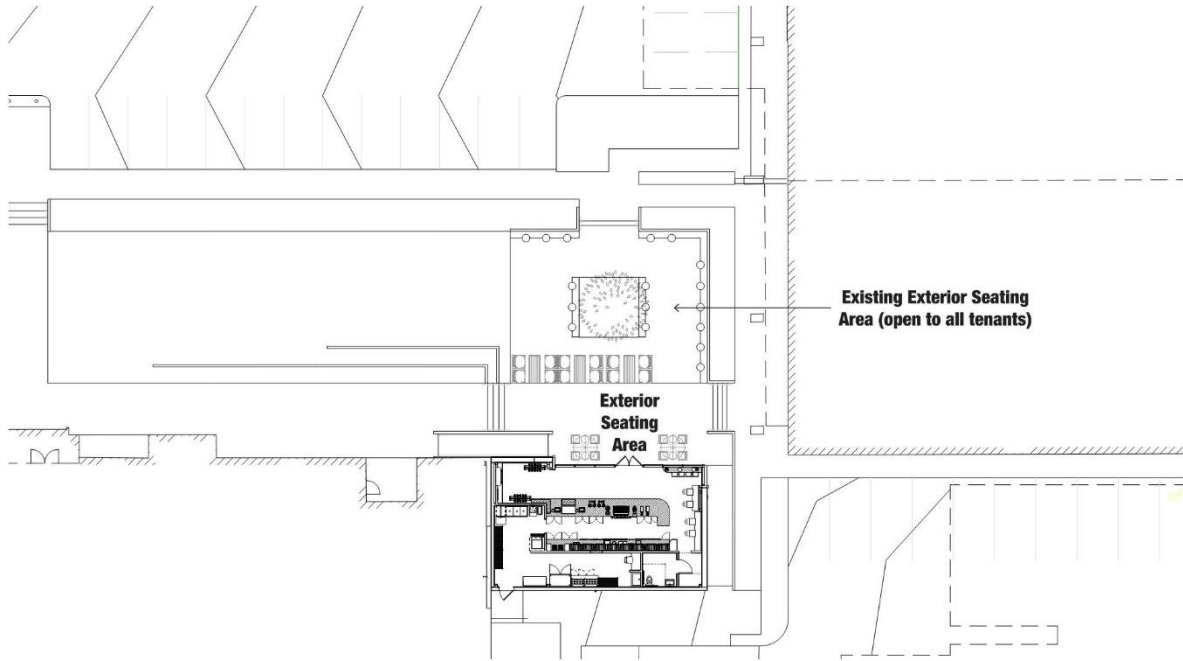 Existing Exterior Seating
Area (open to all tenants)
Exterior
Seating
Area